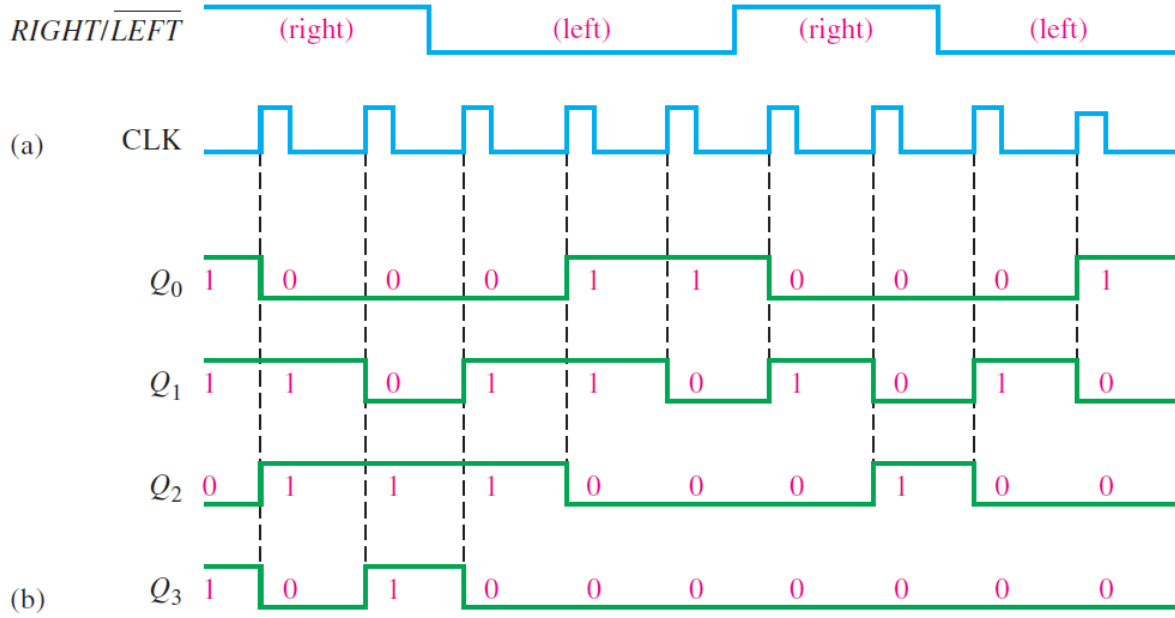 RIGHT/LEFT (right) (left) (right) (left)
(a) CLK
Q0 1 0 0 0 1 1 0 0 0 1
Q1 1 1 0 1 1 0 1 0 1 0
Q2 0 1 1 1 0 0 0 1 0 0
(b) Q3 1 0 1 0 0 0 0 0 0 0